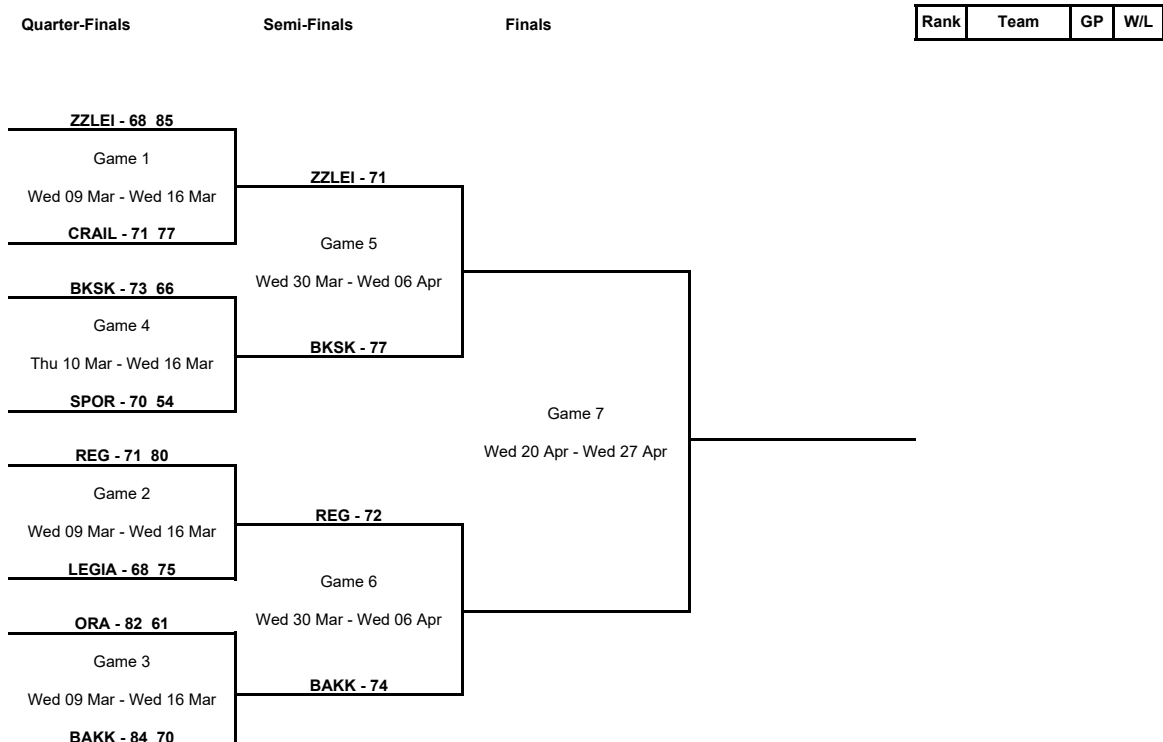 Quarter-Finals Semi-Finals Finals
Rank Team GP W/L
ZZLEI - 68 85
Game 1
Wed 09 Mar - Wed 16 Mar
CRAIL - 71 77
BKSK - 73 66
Game 4
Thu 10 Mar - Wed 16 Mar
SPOR - 70 54
REG - 71 80
Game 2
Wed 09 Mar - Wed 16 Mar
LEGIA - 68 75
ORA - 82 61
Game 3
Wed 09 Mar - Wed 16 Mar
BAKK - 84 70
ZZLEI - 71
Game 5
Wed 30 Mar - Wed 06 Apr
BKSK - 77
REG - 72
Game 6
Wed 30 Mar - Wed 06 Apr
BAKK - 74
Game 7
Wed 20 Apr - Wed 27 Apr